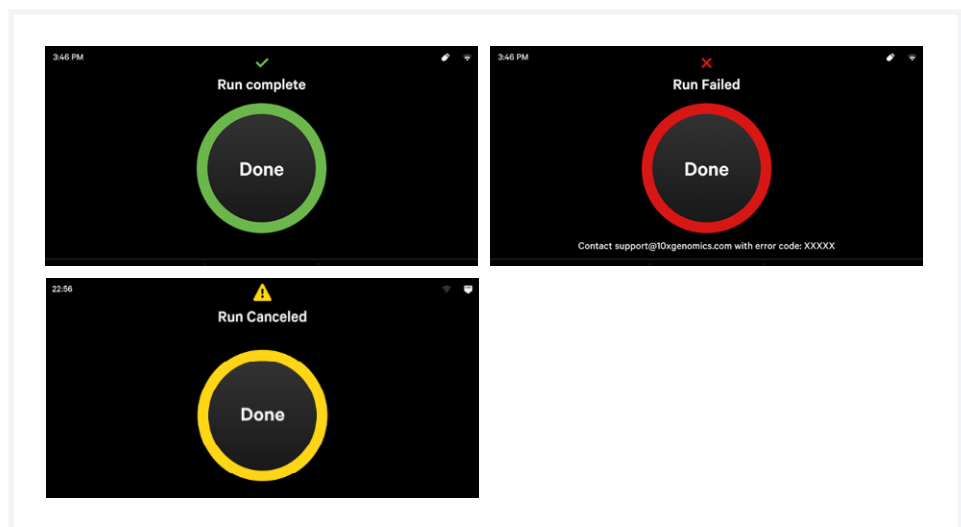 3:46 PM
Run complete
Done
3:46 PM
Run Failed
Done
Contact support@10xgenomics.com with error code: XXXXX
22:56
Run Canceled
Done